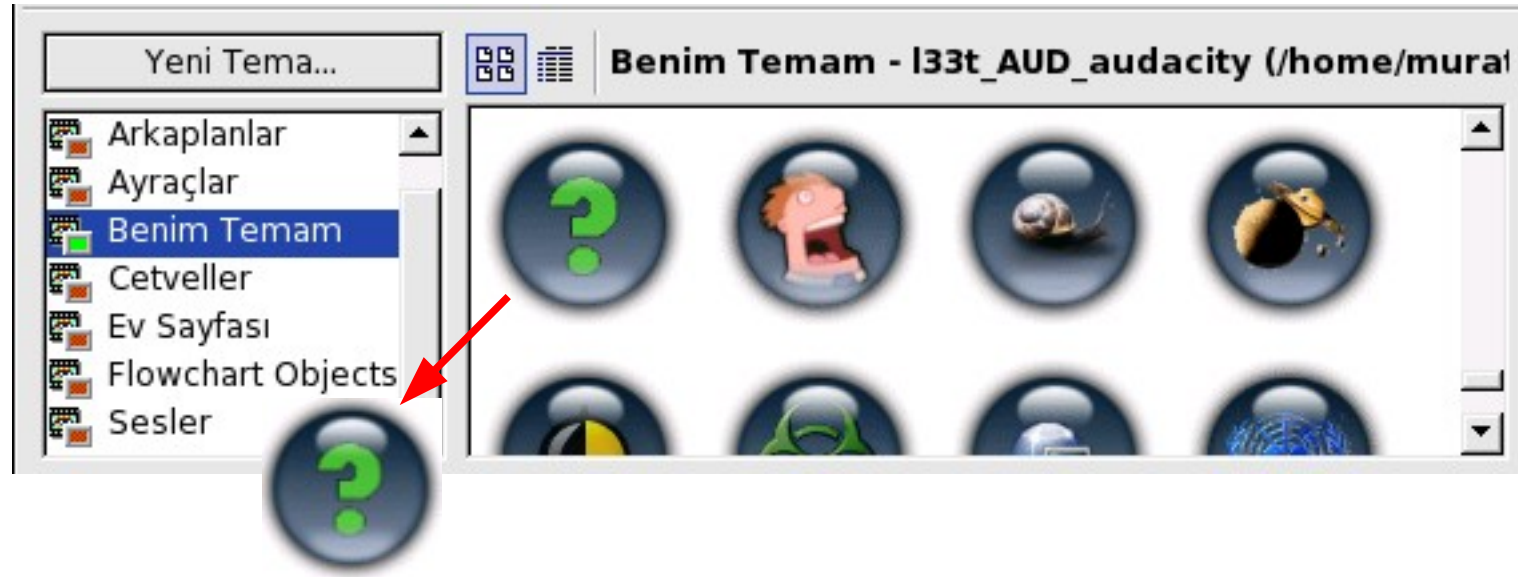 Yeni Tema...
Benim Temam - l33t_AUD_audacity (/home/murat
Arkaplanlar
Ayraçlar
Benim Temam
Cetveller
Ev Sayfası
Flowchart Objects
Sesler